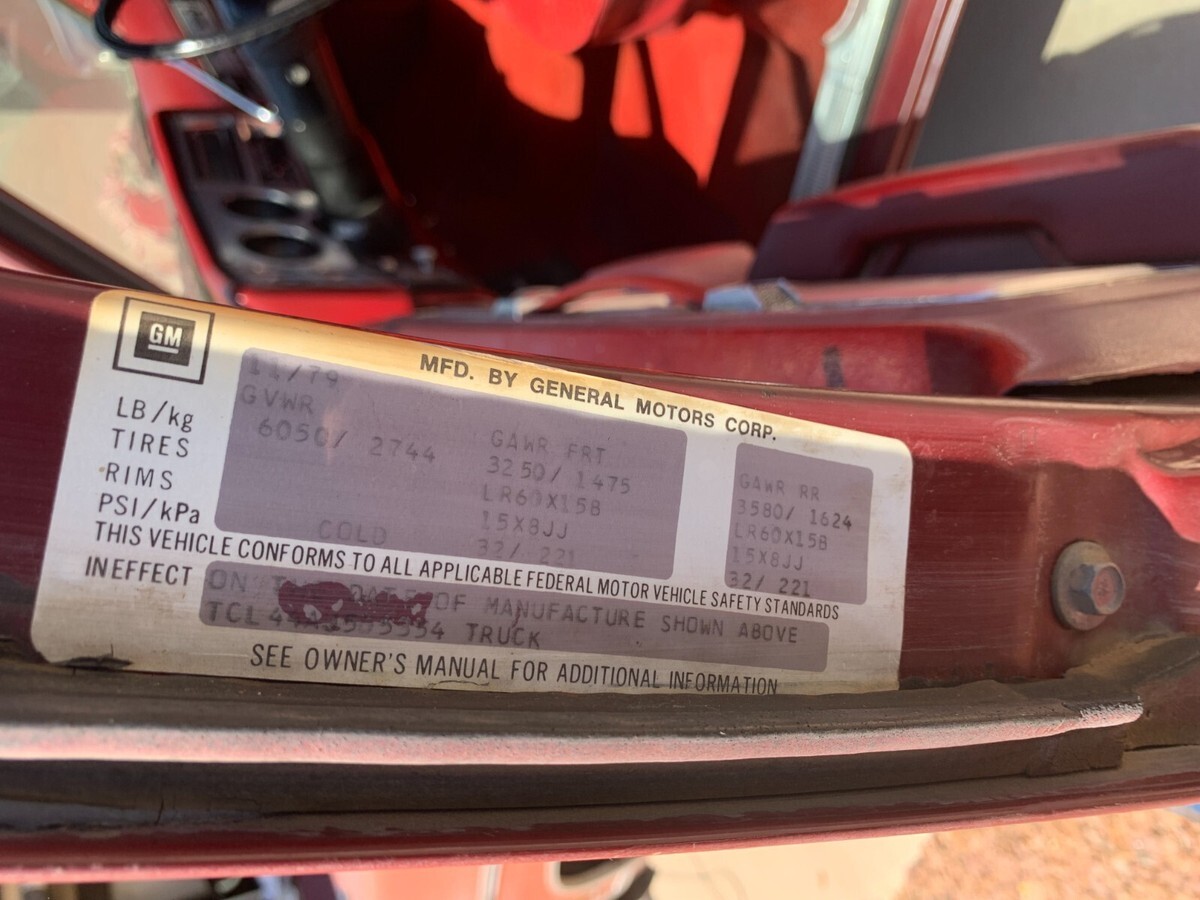 GM
MFD. BY GENERAL MOTORS CORP.
11/79
GVWR GAWR FRT GAWR RR
LB/kg 6050/ 2744 3250/ 1475 3580/ 1624
TIRES LR60X15B LR60X15B
RIMS 15X8JJ 15X8JJ
PSI/kPa COLD 32/ 221 32/ 221
THIS VEHICLE CONFORMS TO ALL APPLICABLE FEDERAL MOTOR VEHICLE SAFETY STANDARDS
IN EFFECT ON OF MANUFACTURE SHOWN ABOVE
TRUCK
SEE OWNER'S MANUAL FOR ADDITIONAL INFORMATION